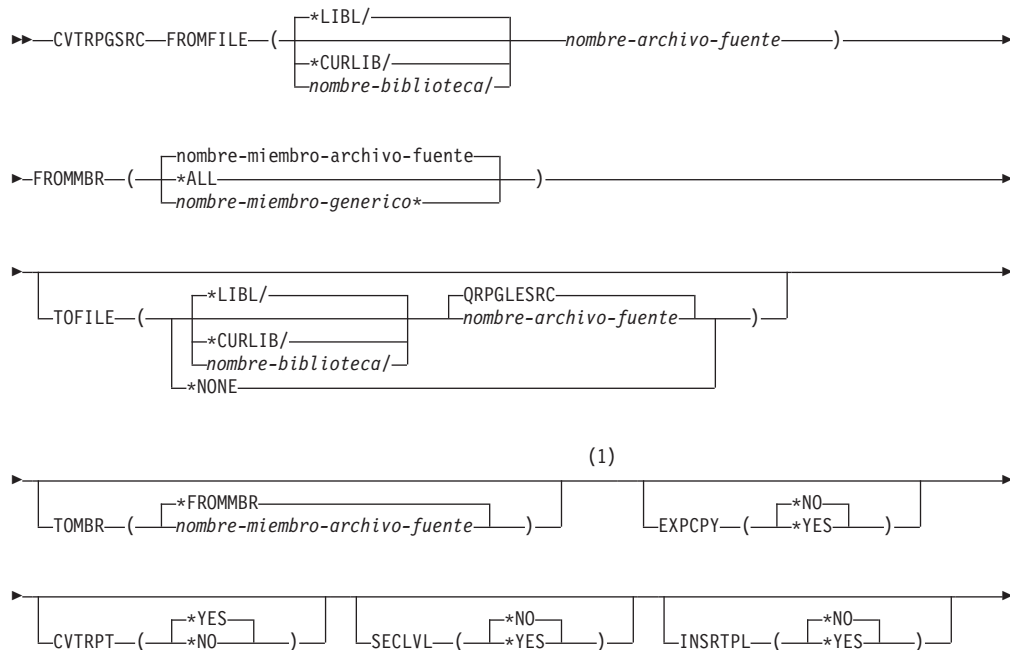 *LIBL/
CVTRPGSRC FROMFILE ( nombre-archivo-fuente )
*CURLIB/
nombre-biblioteca/
nombre-miembro-archivo-fuente
FROMMBR ( *ALL )
nombre-miembro-generico*
*LIBL/ QRPGLESRC
TOFILE ( nombre-archivo-fuente )
*CURLIB/
nombre-biblioteca/
*NONE
(1)
*FROMMBR *NO
TOMBR ( nombre-miembro-archivo-fuente ) EXPCPY ( *YES )
*YES *NO *NO
CVTRPT ( *NO ) SECLVL ( *YES ) INSRTPL ( *YES )